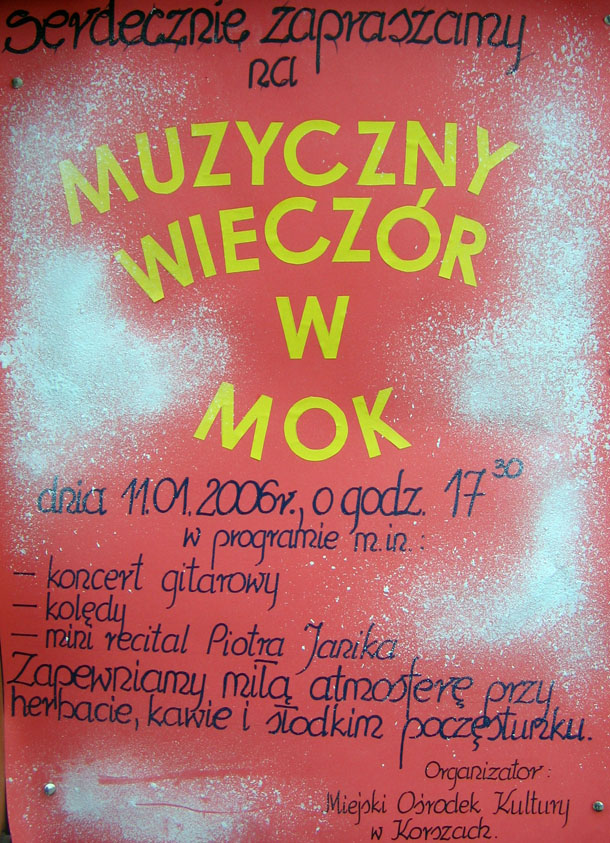 Serdecznie zapraszamy
na
MUZYCZNY
WIECZÓR
W
MOK
dnia 11.01.2006r., o godz. 17 30
w programie m.in.:
– koncert gitarowy
– kolędy
– mini recital Piotra Janika
Zapewniamy miłą atmosferę przy
herbacie, kawie i słodkim poczęstunku.
Organizator:
Miejski Ośrodek Kultury
w Korszach.